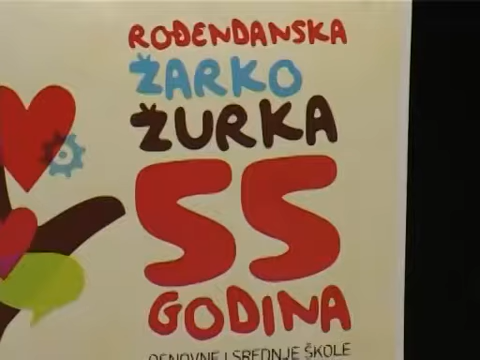 ROĐENDANSKA
ŽARKO
ŽURKA
55
GODINA
OSNOVNE I SREDNJE ŠKOLE